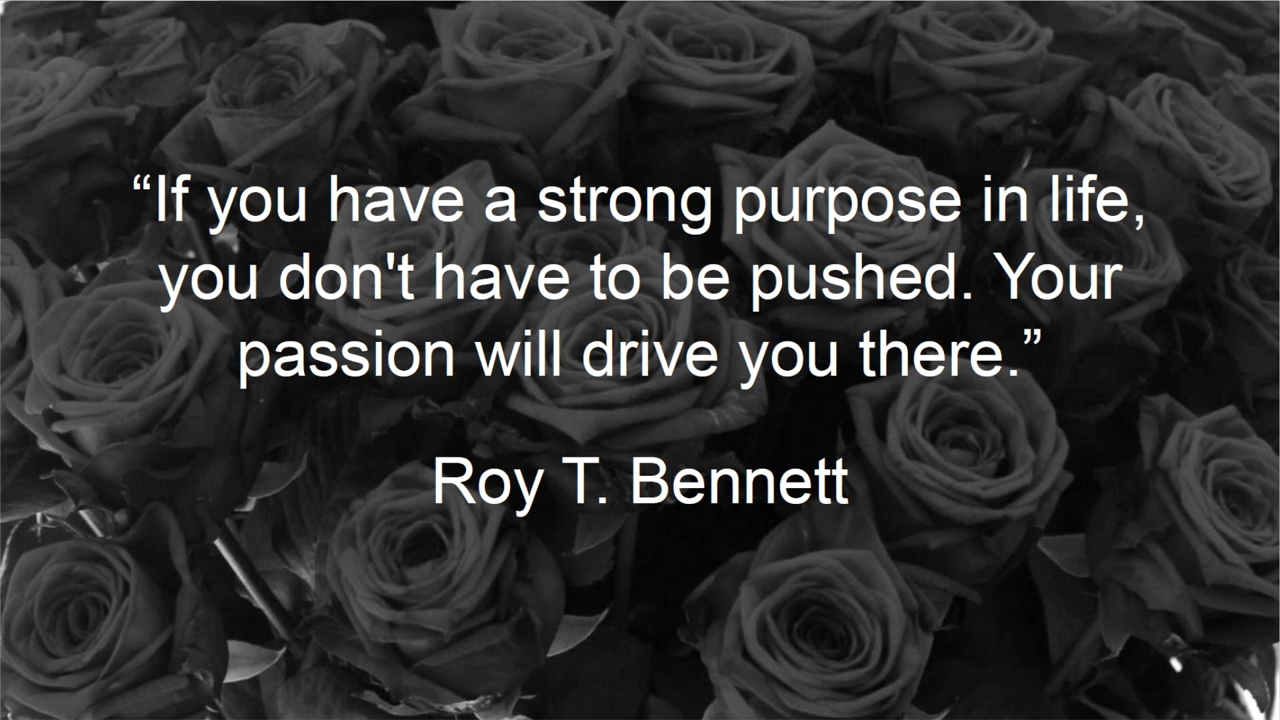 “If you have a strong purpose in life,
you don't have to be pushed. Your
passion will drive you there.”
Roy T. Bennett